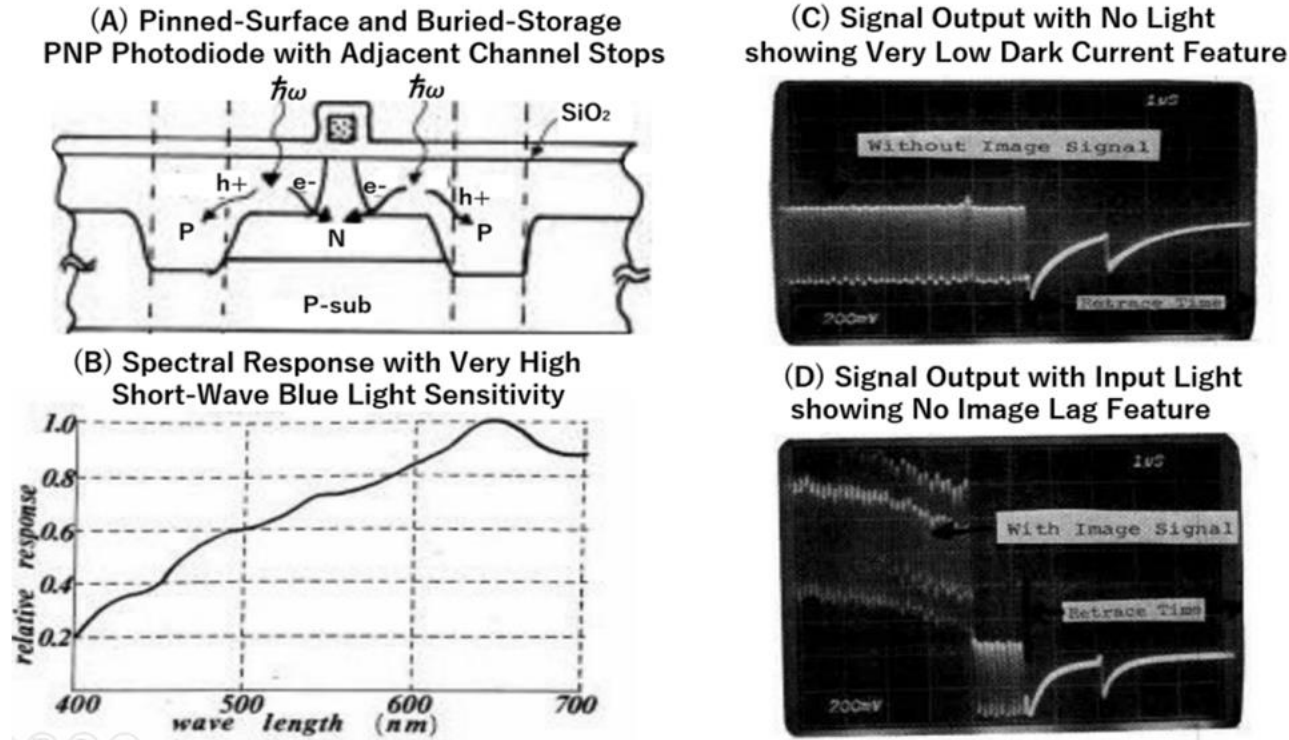 (A) Pinned-Surface and Buried-Storage
PNP Photodiode with Adjacent Channel Stops
ħω ħω
SiO₂
h+ e- e- h+
P N P
P-sub
(B) Spectral Response with Very High
Short-Wave Blue Light Sensitivity
relative response
1.0
0.8
0.6
0.4
0.2
400 500 600 700
wave length (nm)
(C) Signal Output with No Light
showing Very Low Dark Current Feature
1us
Without Image Signal
Retrace Time
200mV
(D) Signal Output with Input Light
showing No Image Lag Feature
1us
With Image Signal
Retrace Time
200mV